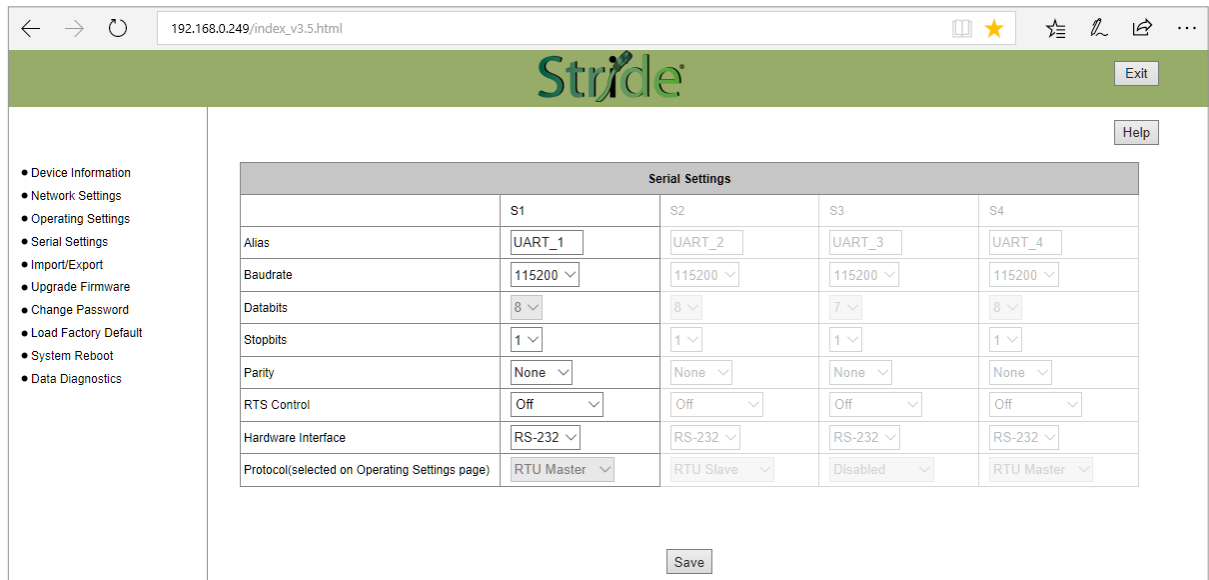 192.168.0.249/index_v3.5.html
Stride
Exit
Help
Device Information
Network Settings
Operating Settings
Serial Settings
Import/Export
Upgrade Firmware
Change Password
Load Factory Default
System Reboot
Data Diagnostics
Serial Settings
S1 S2 S3 S4
Alias UART_1 UART_2 UART_3 UART_4
Baudrate 115200 115200 115200 115200
Databits 8 8 7 8
Stopbits 1 1 1 1
Parity None None None None
RTS Control Off Off Off Off
Hardware Interface RS-232 RS-232 RS-232 RS-232
Protocol(selected on Operating Settings page) RTU Master RTU Slave Disabled RTU Master
Save